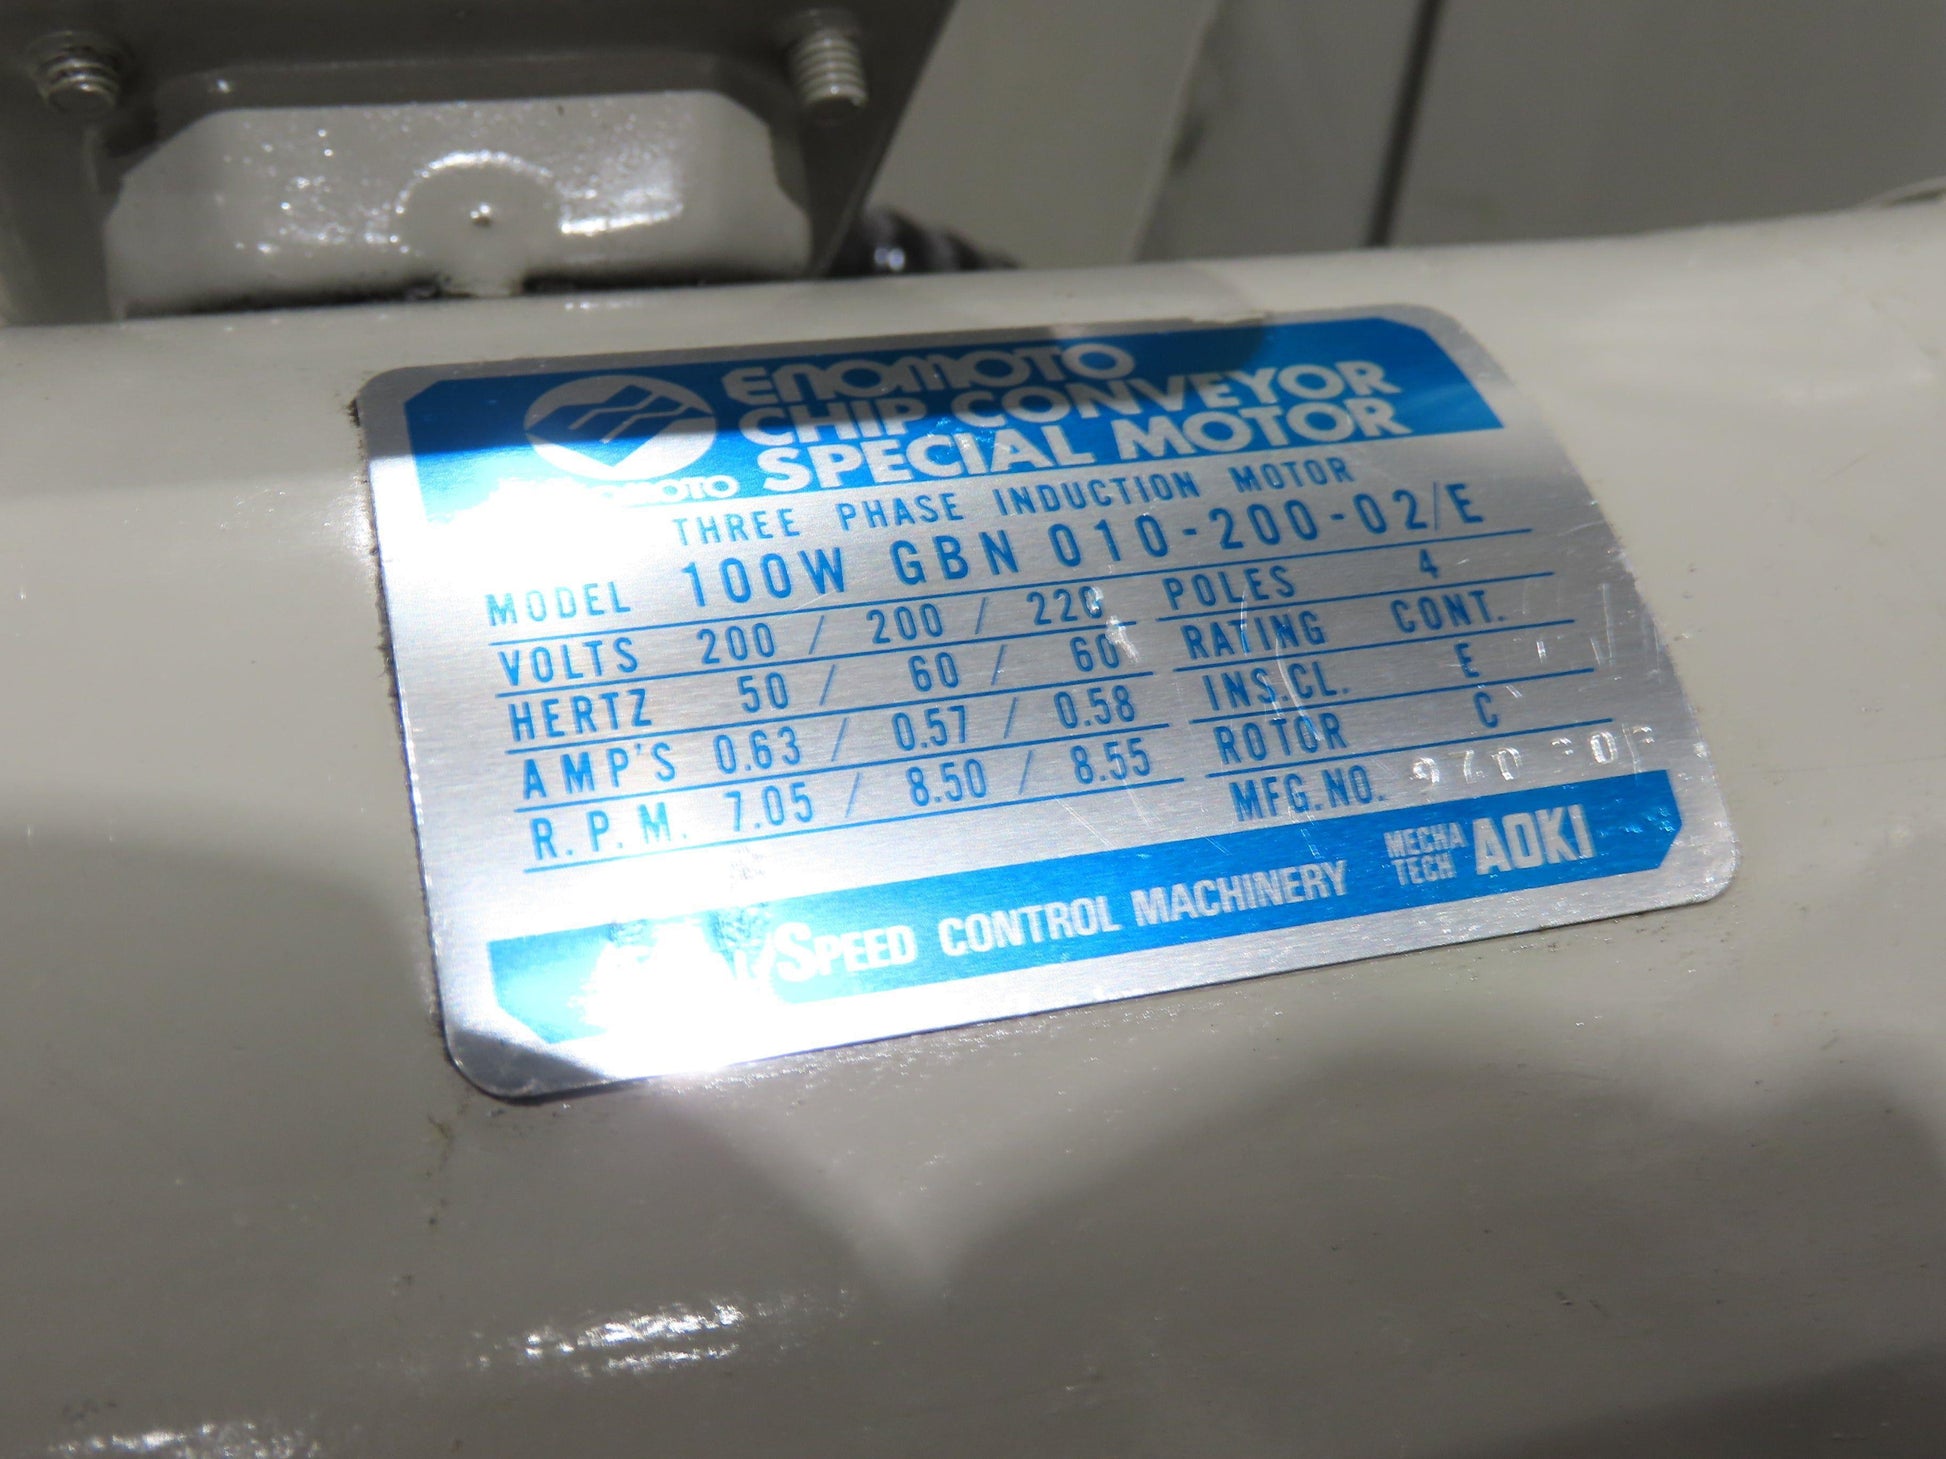 ENOMOTO
CHIP CONVEYOR
SPECIAL MOTOR
THREE PHASE INDUCTION MOTOR
MODEL 100W GBN 010-200-02/E
VOLTS 200 / 200 / 220 POLES 4
HERTZ 50 / 60 / 60 RATING CONT.
AMP'S 0.63 / 0.57 / 0.58 INS.CL. E
R.P.M. 7.05 / 8.50 / 8.55 ROTOR C
MFG.NO.
SPEED CONTROL MACHINERY MECHA TECH AOKI